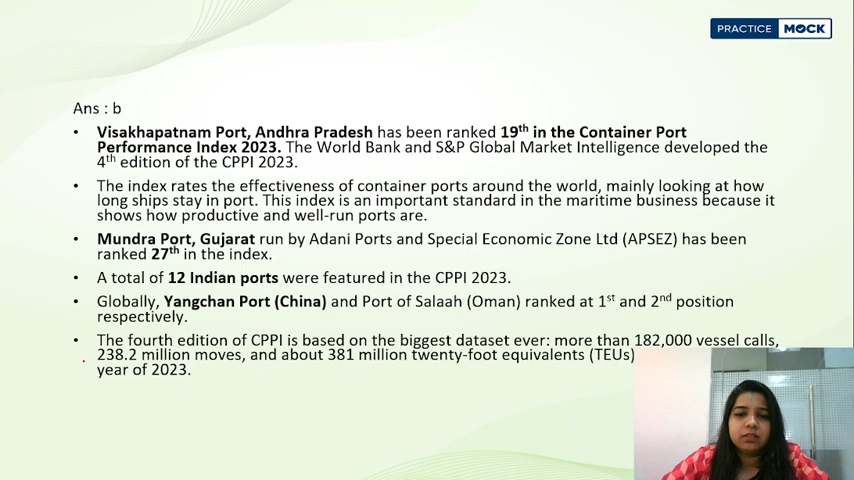 PRACTICE MOCK
Ans : b
• Visakhapatnam Port, Andhra Pradesh has been ranked 19th in the Container Port
Performance Index 2023. The World Bank and S&P Global Market Intelligence developed the
4th edition of the CPPI 2023.
• The index rates the effectiveness of container ports around the world, mainly looking at how
long ships stay in port. This index is an important standard in the maritime business because it
shows how productive and well-run ports are.
• Mundra Port, Gujarat run by Adani Ports and Special Economic Zone Ltd (APSEZ) has been
ranked 27th in the index.
• A total of 12 Indian ports were featured in the CPPI 2023.
• Globally, Yangchan Port (China) and Port of Salaah (Oman) ranked at 1st and 2nd position
respectively.
• The fourth edition of CPPI is based on the biggest dataset ever: more than 182,000 vessel calls,
238.2 million moves, and about 381 million twenty-foot equivalents (TEUs)
year of 2023.